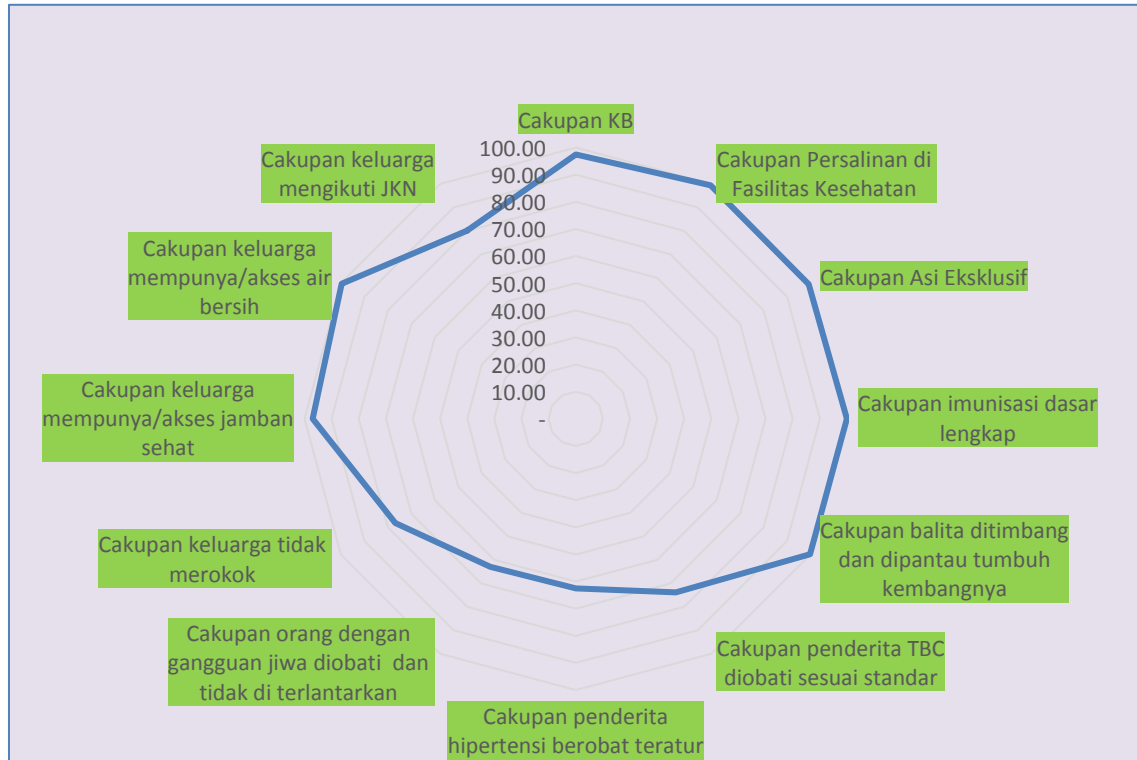 Cakupan KB
Cakupan Persalinan di
Fasilitas Kesehatan
Cakupan Asi Eksklusif
Cakupan imunisasi dasar
lengkap
Cakupan balita ditimbang
dan dipantau tumbuh
kembangnya
Cakupan penderita TBC
diobati sesuai standar
Cakupan penderita
hipertensi berobat teratur
Cakupan orang dengan
gangguan jiwa diobati  dan
tidak di terlantarkan
Cakupan keluarga tidak
merokok
Cakupan keluarga
mempunya/akses jamban
sehat
Cakupan keluarga
mempunya/akses air
bersih
Cakupan keluarga
mengikuti JKN
100.00
90.00
80.00
70.00
60.00
50.00
40.00
30.00
20.00
10.00
-